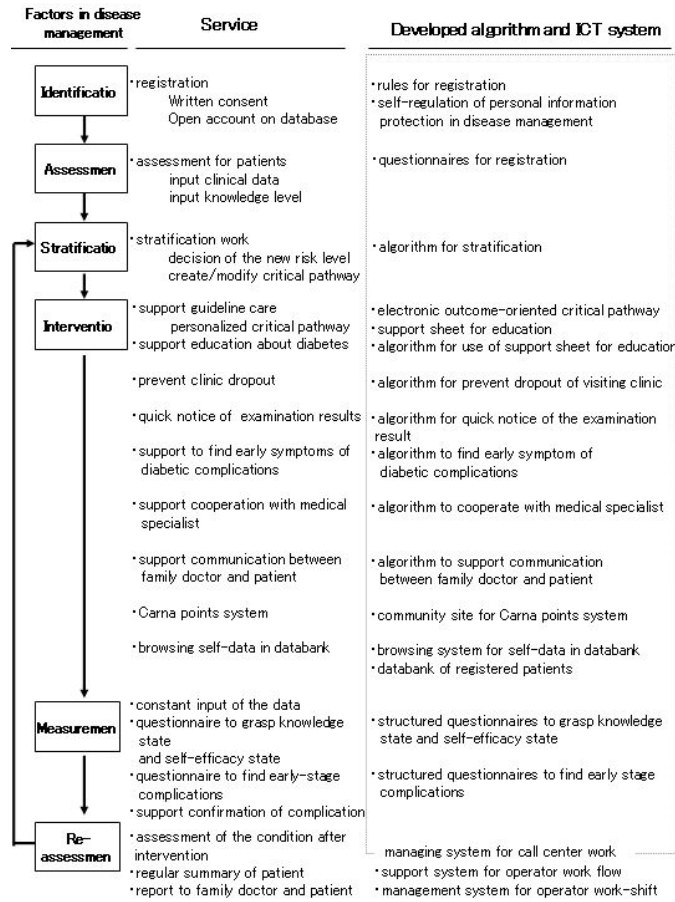 Factors in disease
management
Service
Developed algorithm and ICT system
Identificatio
・registration
Written consent
Open account on database
・rules for registration
・self-regulation of personal information
protection in disease management
Assessmen
・assessment for patients
input clinical data
input knowledge level
・questionnaires for registration
Stratificatio
・stratification work
decision of the new risk level
create/modify critical pathway
・algorithm for stratification
Interventio
・support guideline care
personalized critical pathway
・support education about diabetes
・electronic outcome-oriented critical pathway
・support sheet for education
・algorithm for use of support sheet for education
・prevent clinic dropout
・algorithm for prevent dropout of visiting clinic
・quick notice of examination results
・algorithm for quick notice of the examination
result
・support to find early symptoms of
diabetic complications
・algorithm to find early symptom of
diabetic complications
・support cooperation with medical
specialist
・algorithm to cooperate with medical specialist
・support communication between
family doctor and patient
・algorithm to support communication
between family doctor and patient
・Carna points system
・community site for Carna points system
・browsing self-data in databank
・browsing system for self-data in databank
・databank of registered patients
Measuremen
・constant input of the data
・questionnaire to grasp knowledge
state
and self-efficacy state
・questionnaire to find early-stage
complications
・support confirmation of complication
・structured questionnaires to grasp knowledge
state and self-efficacy state
・structured questionnaires to find early stage
complications
Re-
assessmen
・assessment of the condition after
intervention
・regular summary of patient
・report to family doctor and patient
managing system for call center work
・support system for operator work flow
・management system for operator work-shift